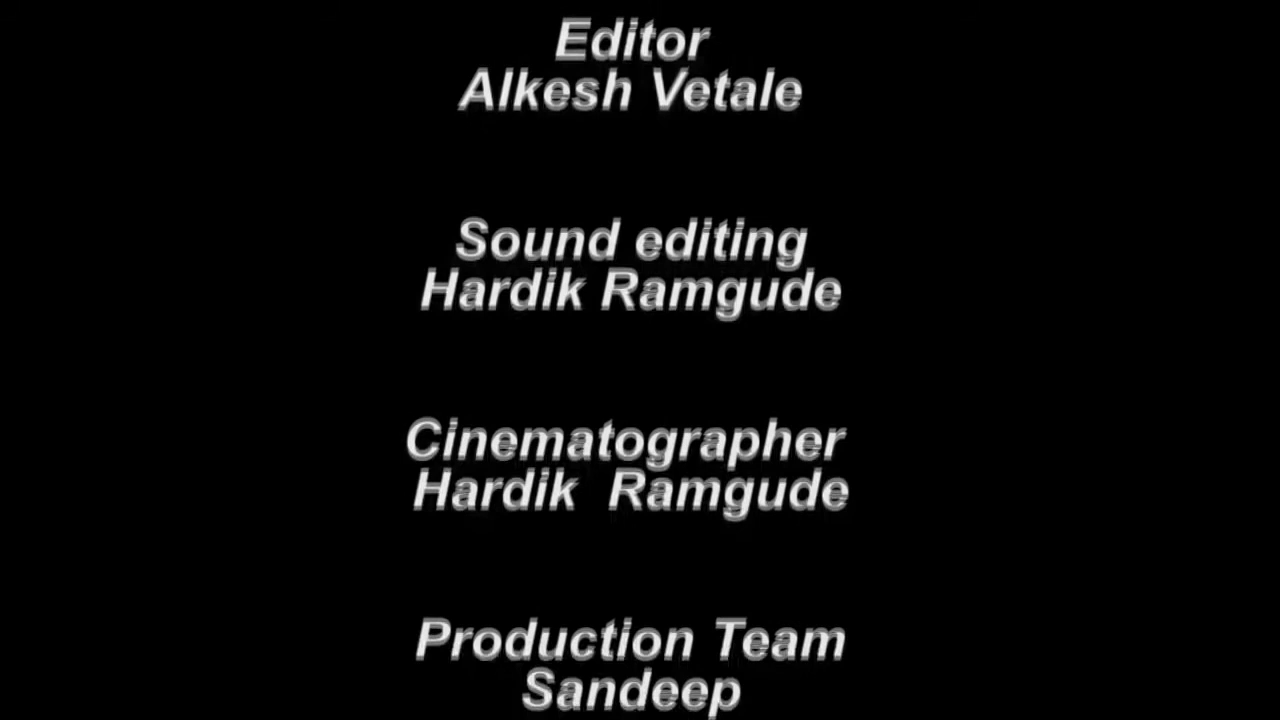 Editor
Alkesh Vetale
Sound editing
Hardik Ramgude
Cinematographer
Hardik  Ramgude
Production Team
Sandeep